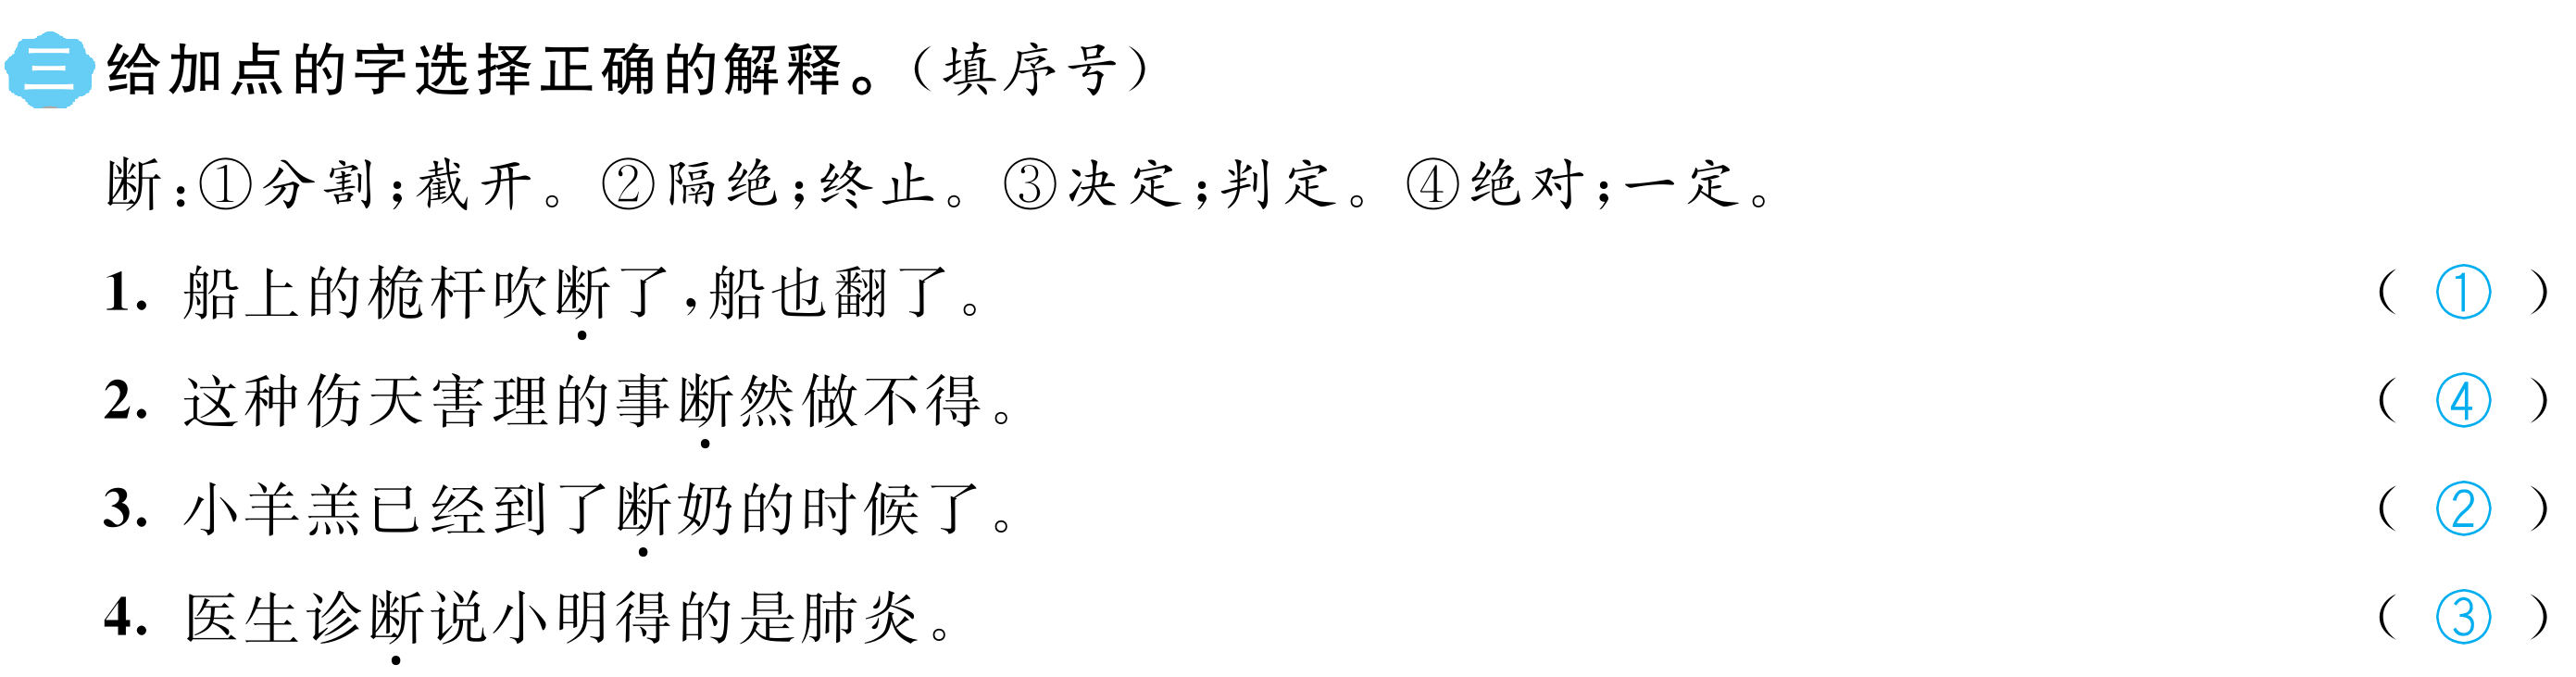 三 给加点的字选择正确的解释。（填序号）
断：①分割；截开。②隔绝；终止。③决定；判定。④绝对；一定。
1. 船上的桅杆吹断了，船也翻了。（ ① ）
2. 这种伤天害理的事断然做不得。（ ④ ）
3. 小羊羔已经到了断奶的时候了。（ ② ）
4. 医生诊断说小明得的是肺炎。（ ③ ）